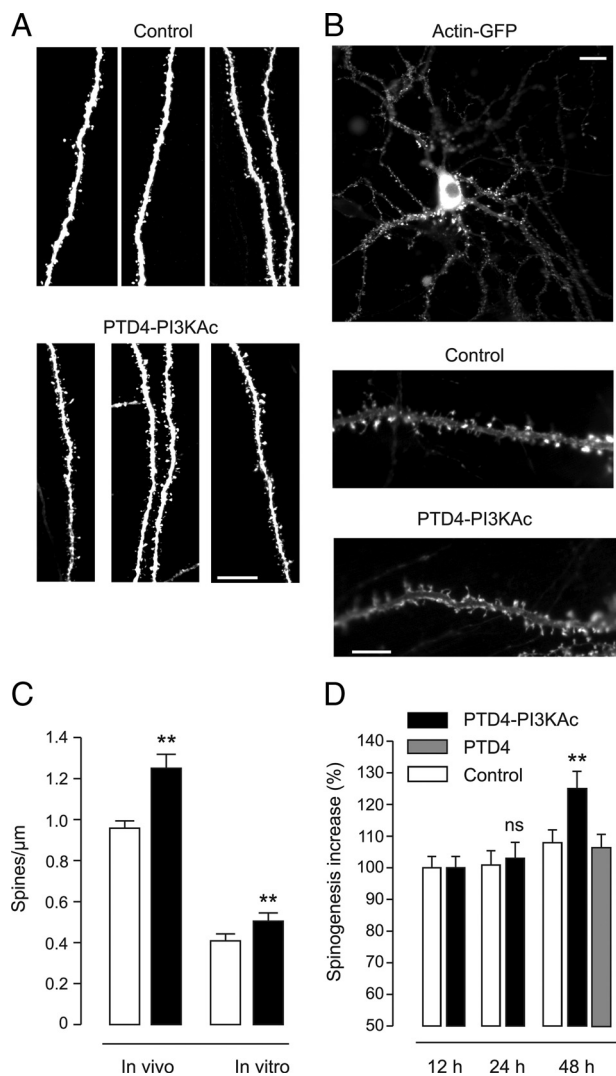 A
Control
PTD4-PI3KAc
B
Actin-GFP
Control
PTD4-PI3KAc
C
Spines/µm
1.4
1.2
1.0
0.8
0.6
0.4
0.2
0
**
**
In vivo
In vitro
D
PTD4-PI3KAc
PTD4
Control
Spinogenesis increase (%)
140
130
120
110
100
90
80
70
60
50
ns
**
12 h
24 h
48 h